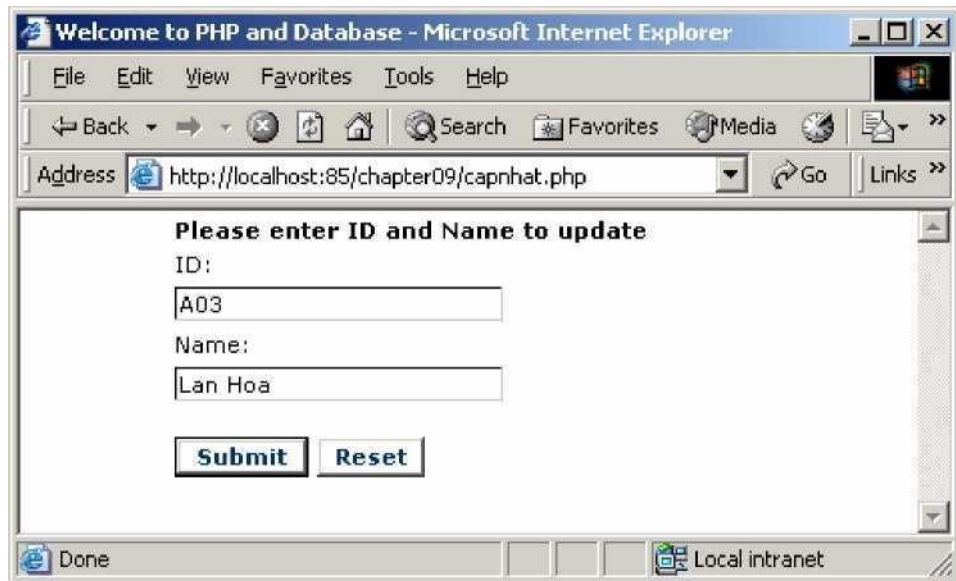 Welcome to PHP and Database - Microsoft Internet Explorer
File Edit View Favorites Tools Help
Back Search Favorites Media »
Address http://localhost:85/chapter09/capnhat.php Go Links »
Please enter ID and Name to update
ID:
A03
Name:
Lan Hoa
Submit Reset
Done Local intranet